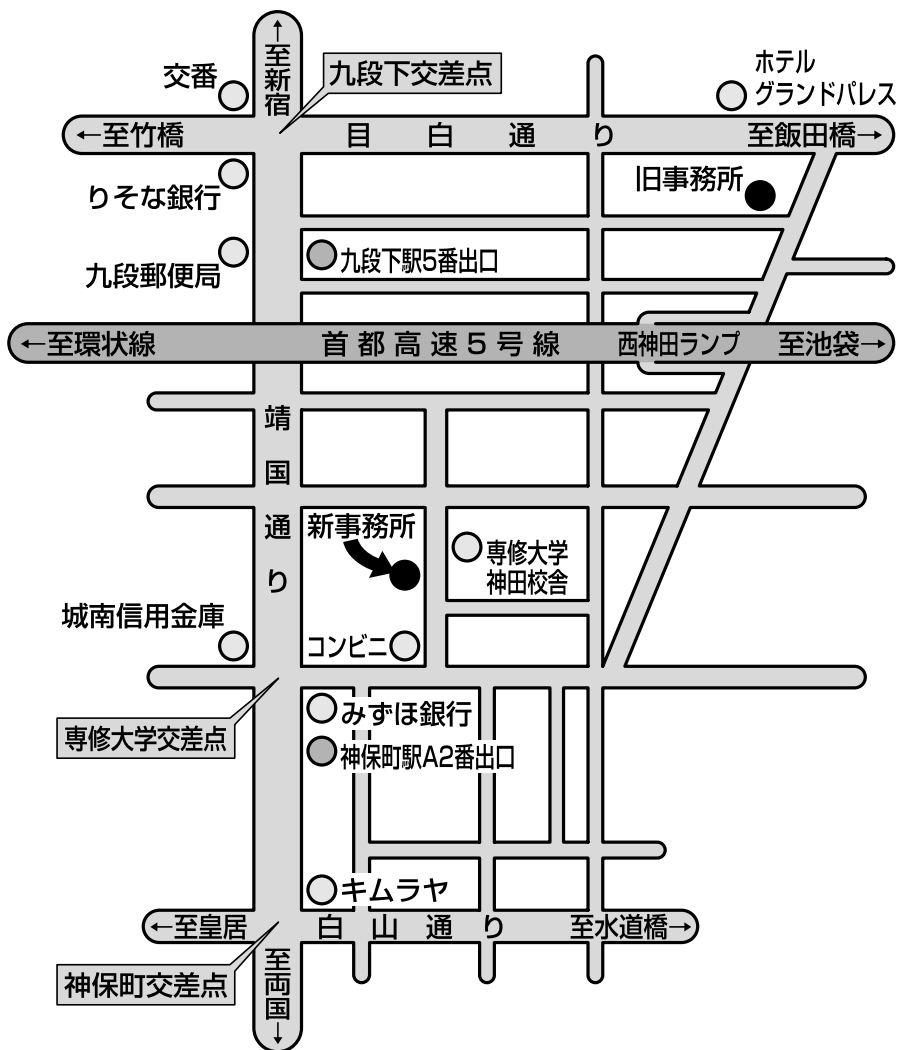 ↑至新宿
九段下交差点
交番
ホテル
グランドパレス
←至竹橋
目白通り
至飯田橋→
りそな銀行
旧事務所
九段郵便局
九段下駅5番出口
←至環状線
首都高速5号線
西神田ランプ
至池袋→
靖国通り
新事務所
専修大学
神田校舎
城南信用金庫
コンビニ
専修大学交差点
みずほ銀行
神保町駅A2番出口
キムラヤ
←至皇居
白山通り
至水道橋→
神保町交差点
至両国↓